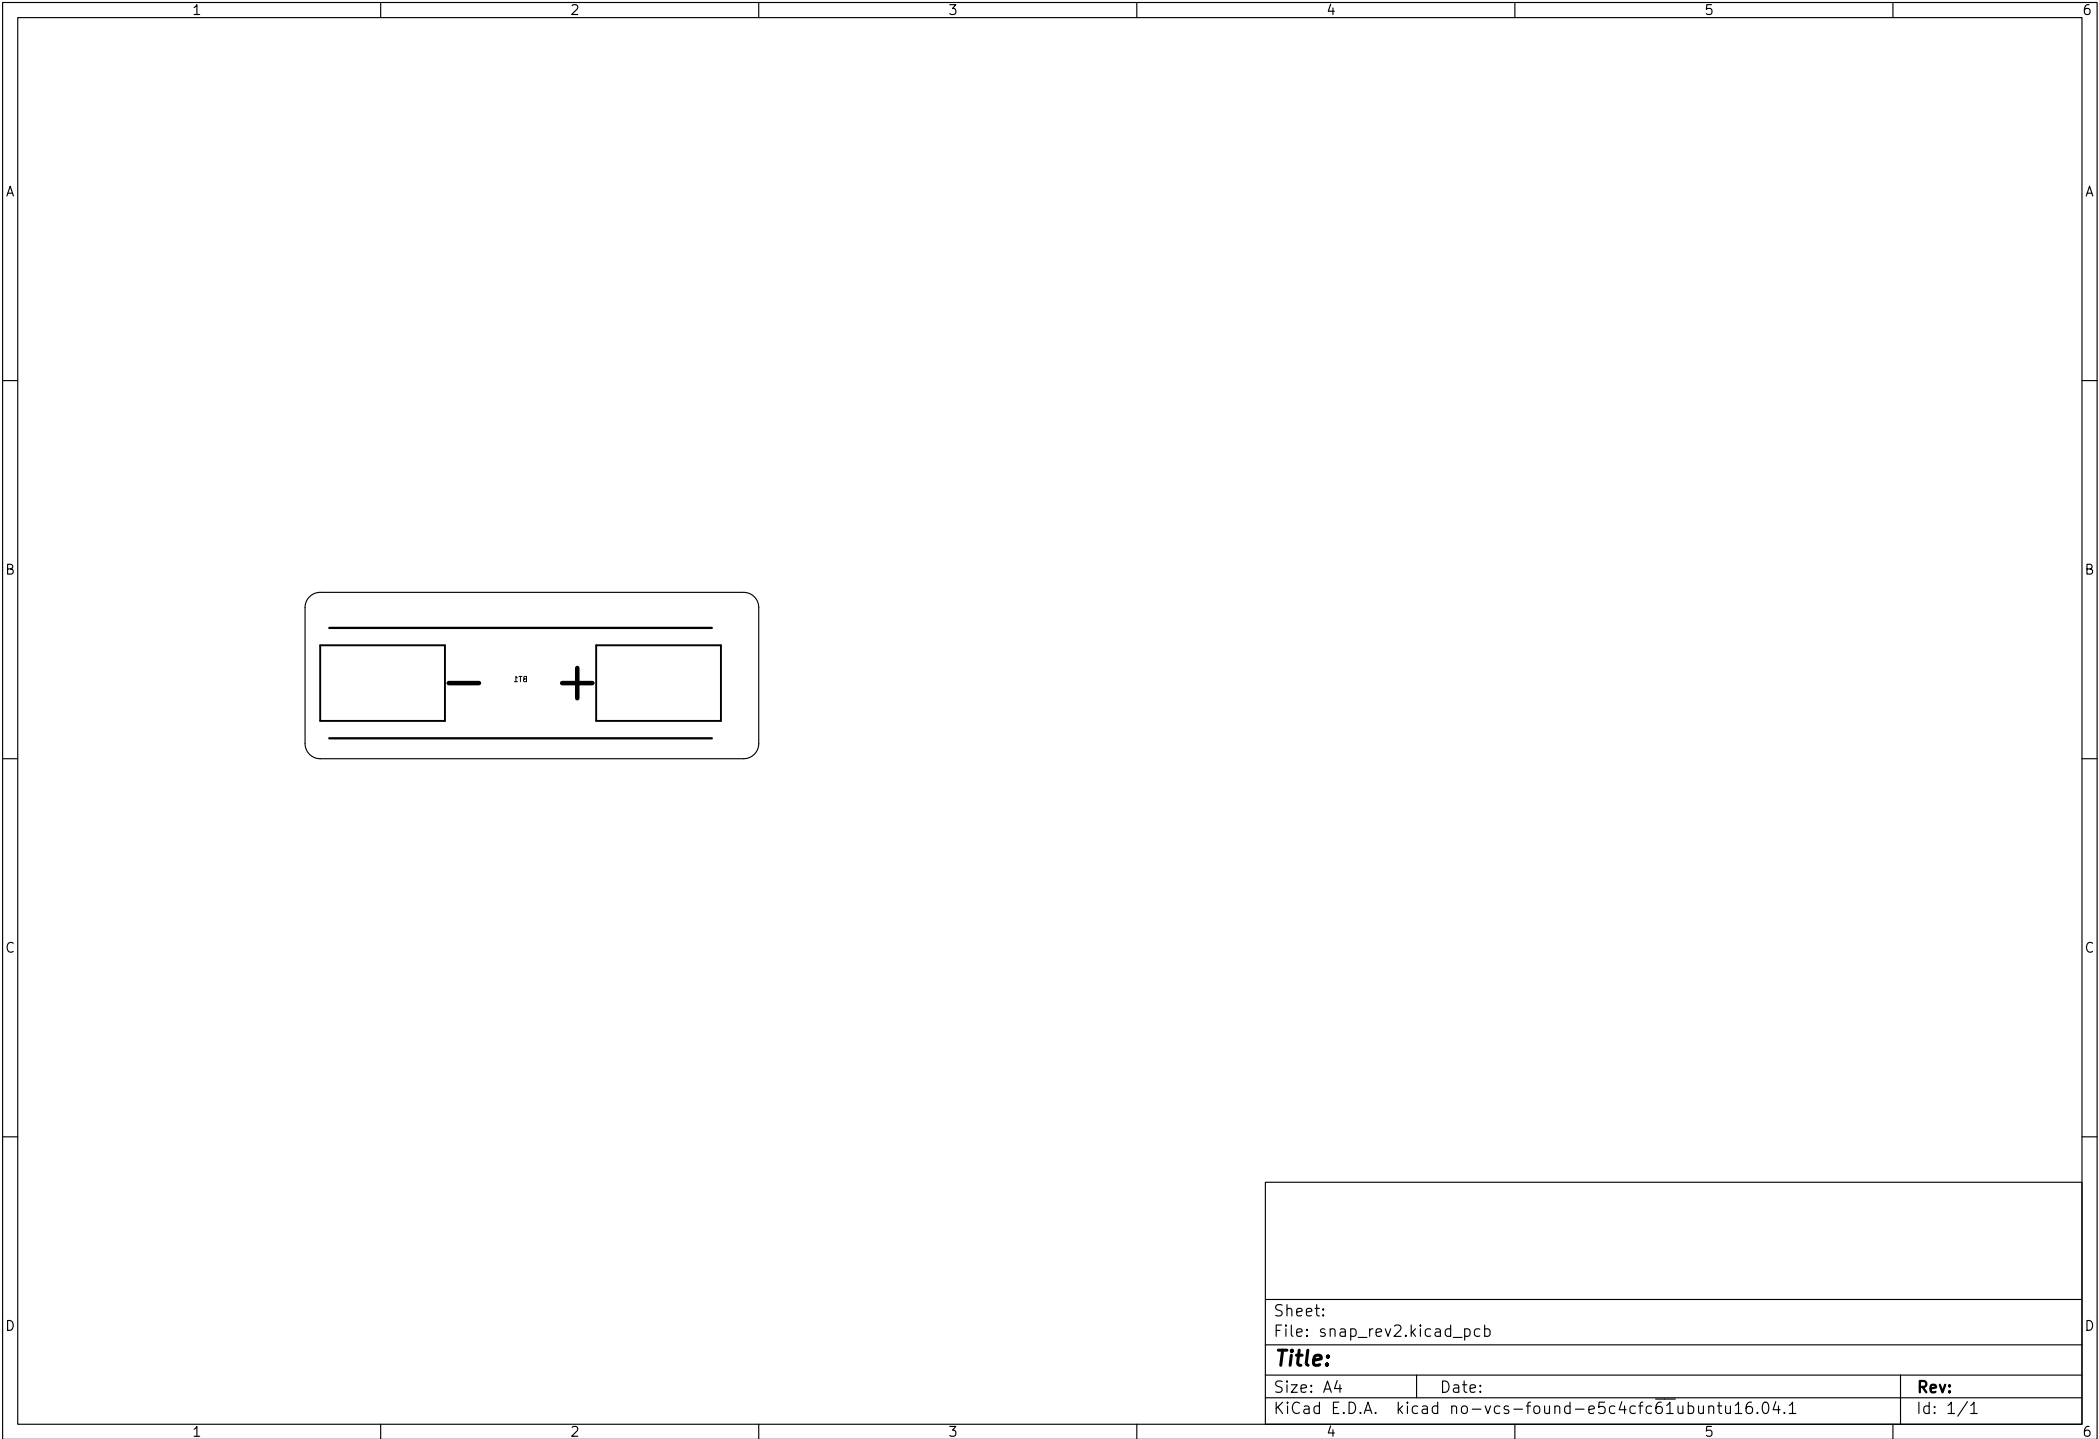 1 2 3 4 5 6
A A
B B
BT1
C C
Sheet:
File: snap_rev2.kicad_pcb
D D
Title:
Size: A4 Date: Rev:
KiCad E.D.A. kicad no-vcs-found-e5c4cfc61ubuntu16.04.1 Id: 1/1
1 2 3 4 5 6